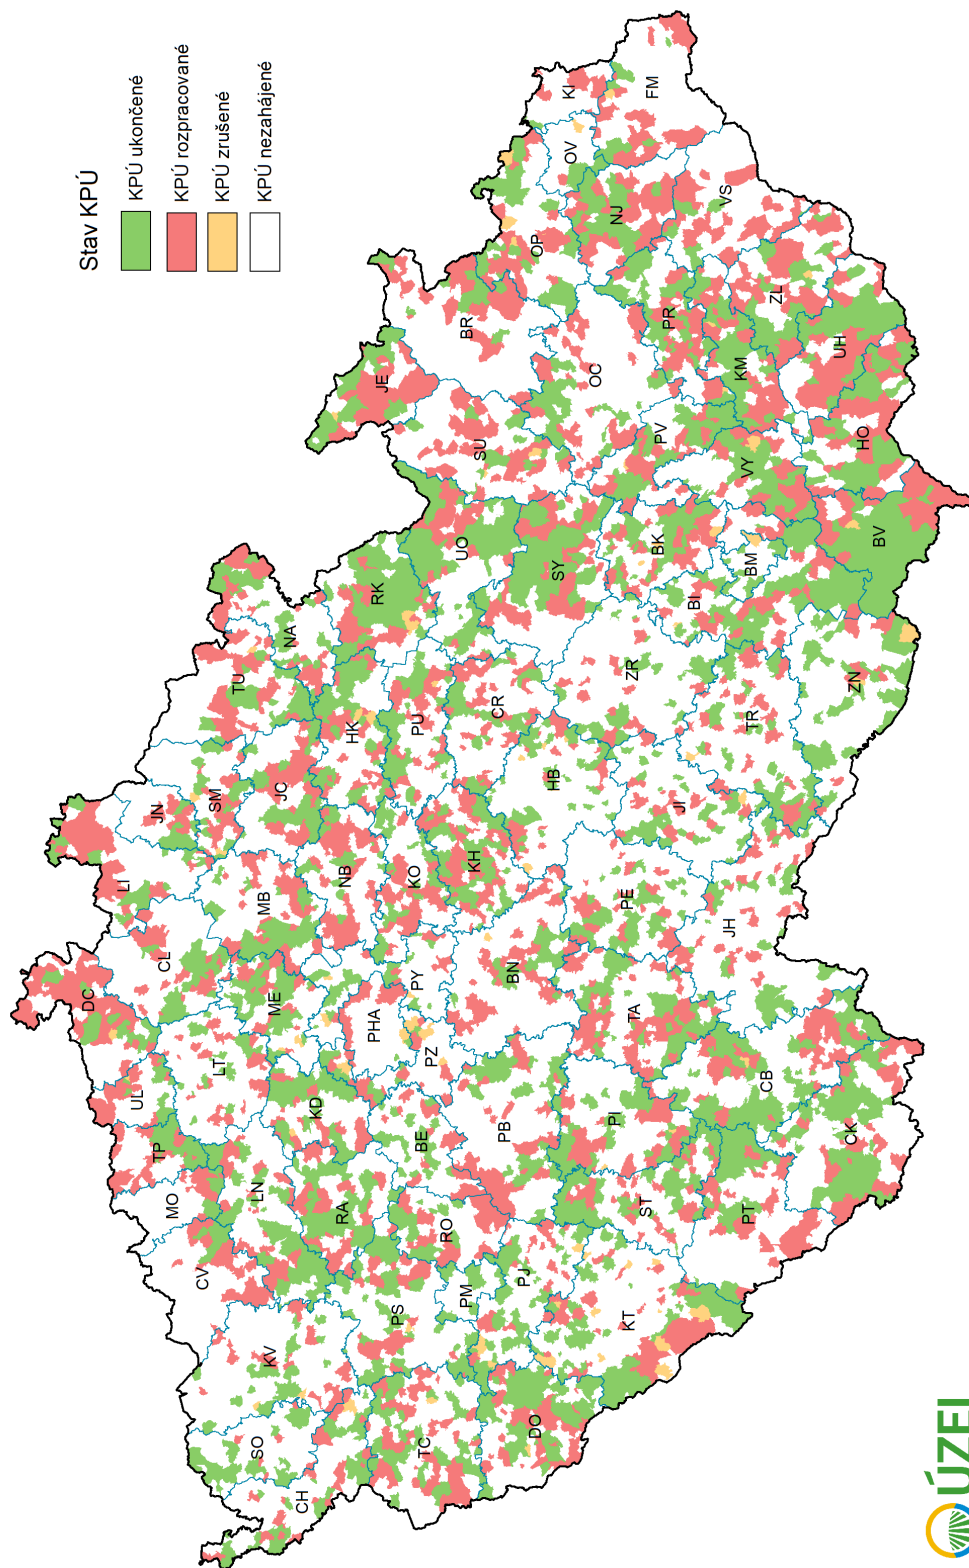 Stav KPÚ
KPÚ ukončené
KPÚ rozpracované
KPÚ zrušené
KPÚ nezahájené
DC
LI
JN
UL
CL
SM
TU
TP
LT
MB
JC
NA
MO
ME
NB
HK
RK
JE
LN
KD
PHA
KO
PU
UO
SU
BR
CV
RA
BE
PY
KH
CR
SY
OC
OP
OV
KI
KV
RO
PZ
HB
PV
PR
NJ
FM
SO
PS
PB
BN
ZR
BK
KM
VS
CH
PM
PE
BI
VY
ZL
TC
PJ
PI
TA
JI
BM
UH
DO
KT
ST
JH
TR
HO
PT
CB
ZN
BV
CK
ÚZEI